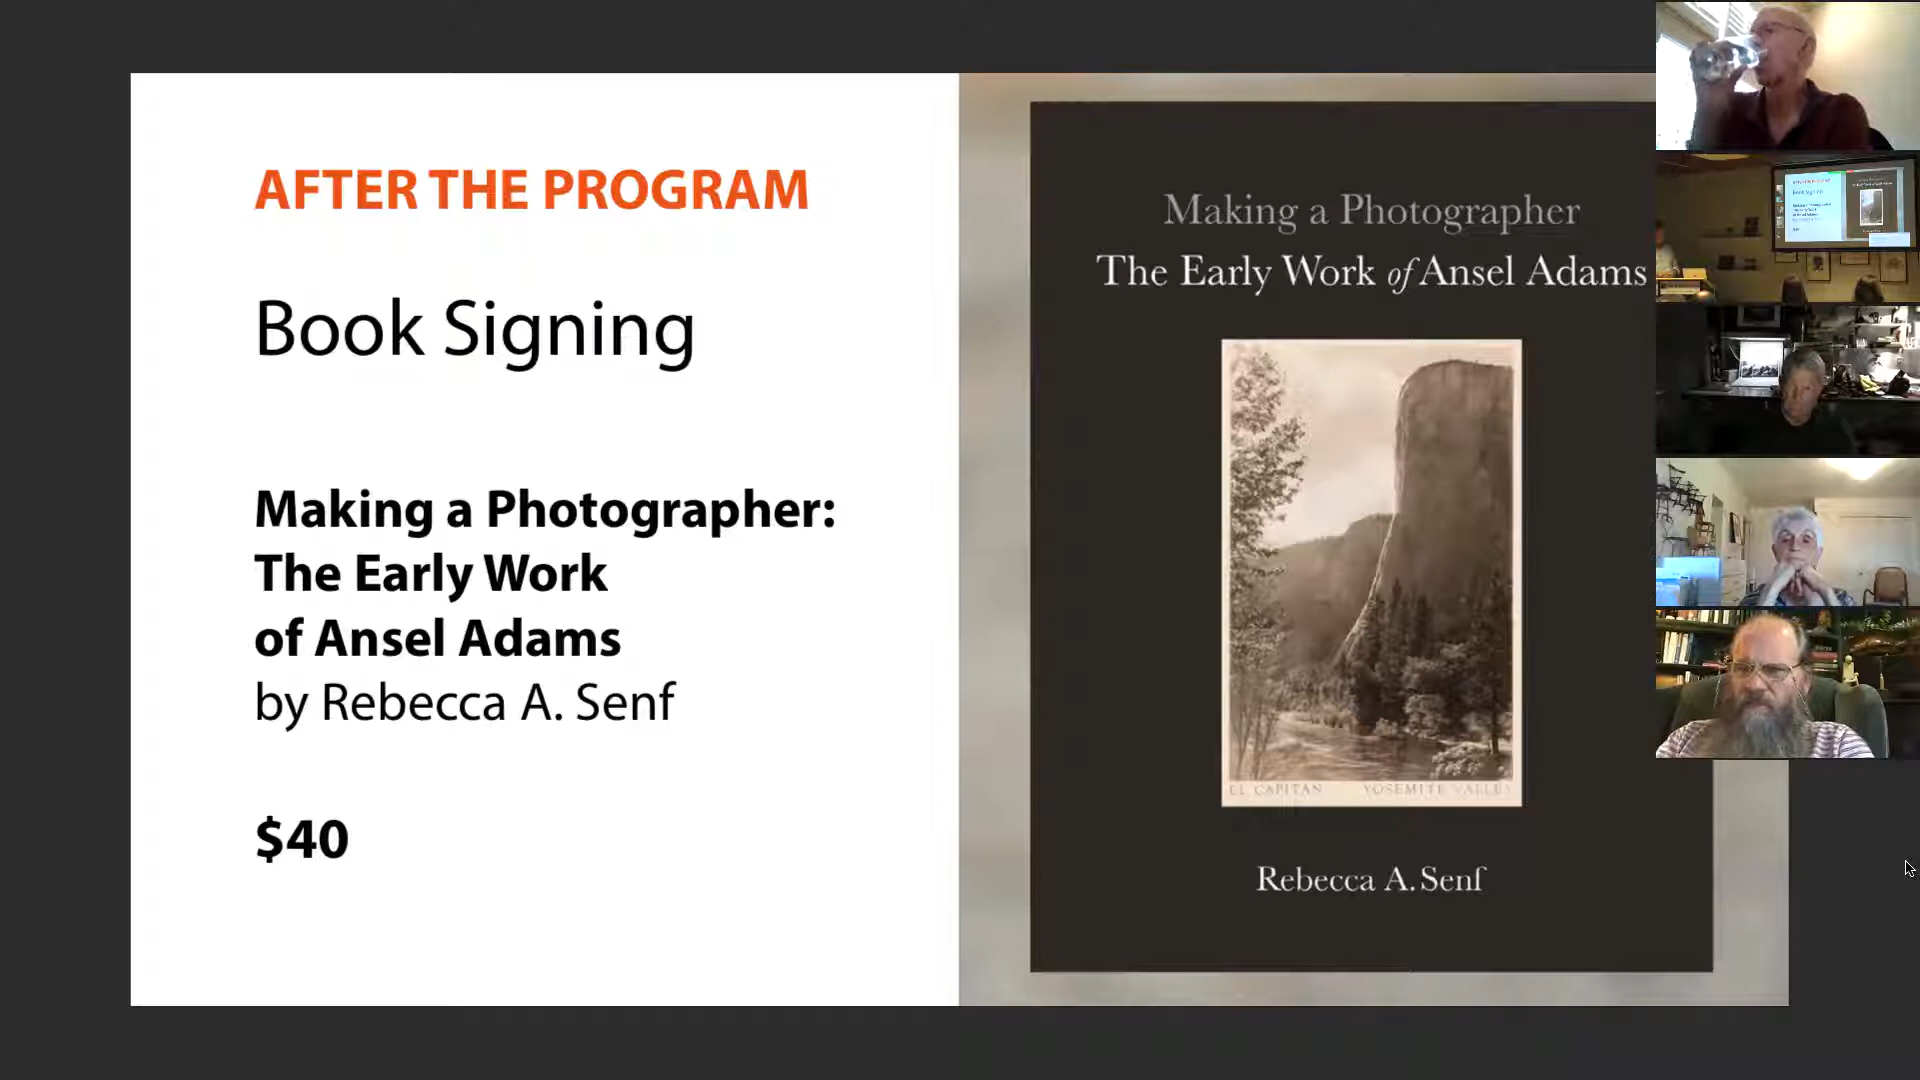 AFTER THE PROGRAM
Book Signing
Making a Photographer:
The Early Work
of Ansel Adams
by Rebecca A. Senf
$40
Making a Photographer
The Early Work of Ansel Adams
EL CAPITAN YOSEMITE VALLEY
Rebecca A. Senf